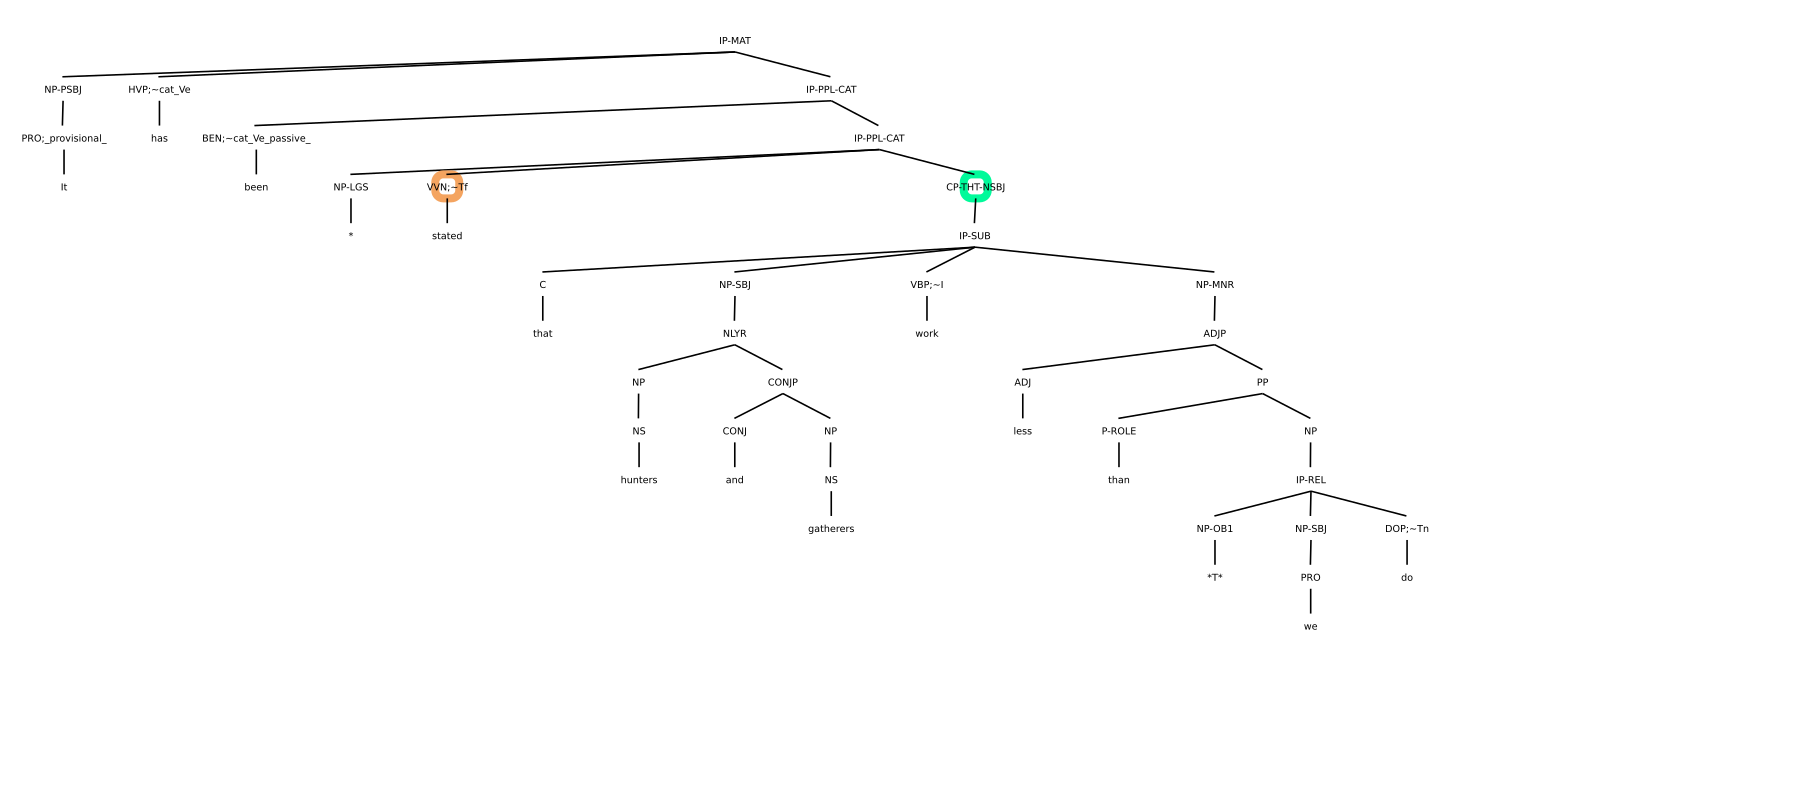 IP-MAT
NP-PSBJ HVP;~cat_Ve IP-PPL-CAT
PRO;_provisional_ has BEN;~cat_Ve_passive_ IP-PPL-CAT
It been NP-LGS VVN;~Tf CP-THT-NSBJ
* stated IP-SUB
C NP-SBJ VBP;~I NP-MNR
that NLYR work ADJP
NP CONJP ADJ PP
NS CONJ NP less P-ROLE NP
hunters and NS than IP-REL
gatherers NP-OB1 NP-SBJ DOP;~Tn
*T* PRO do
we